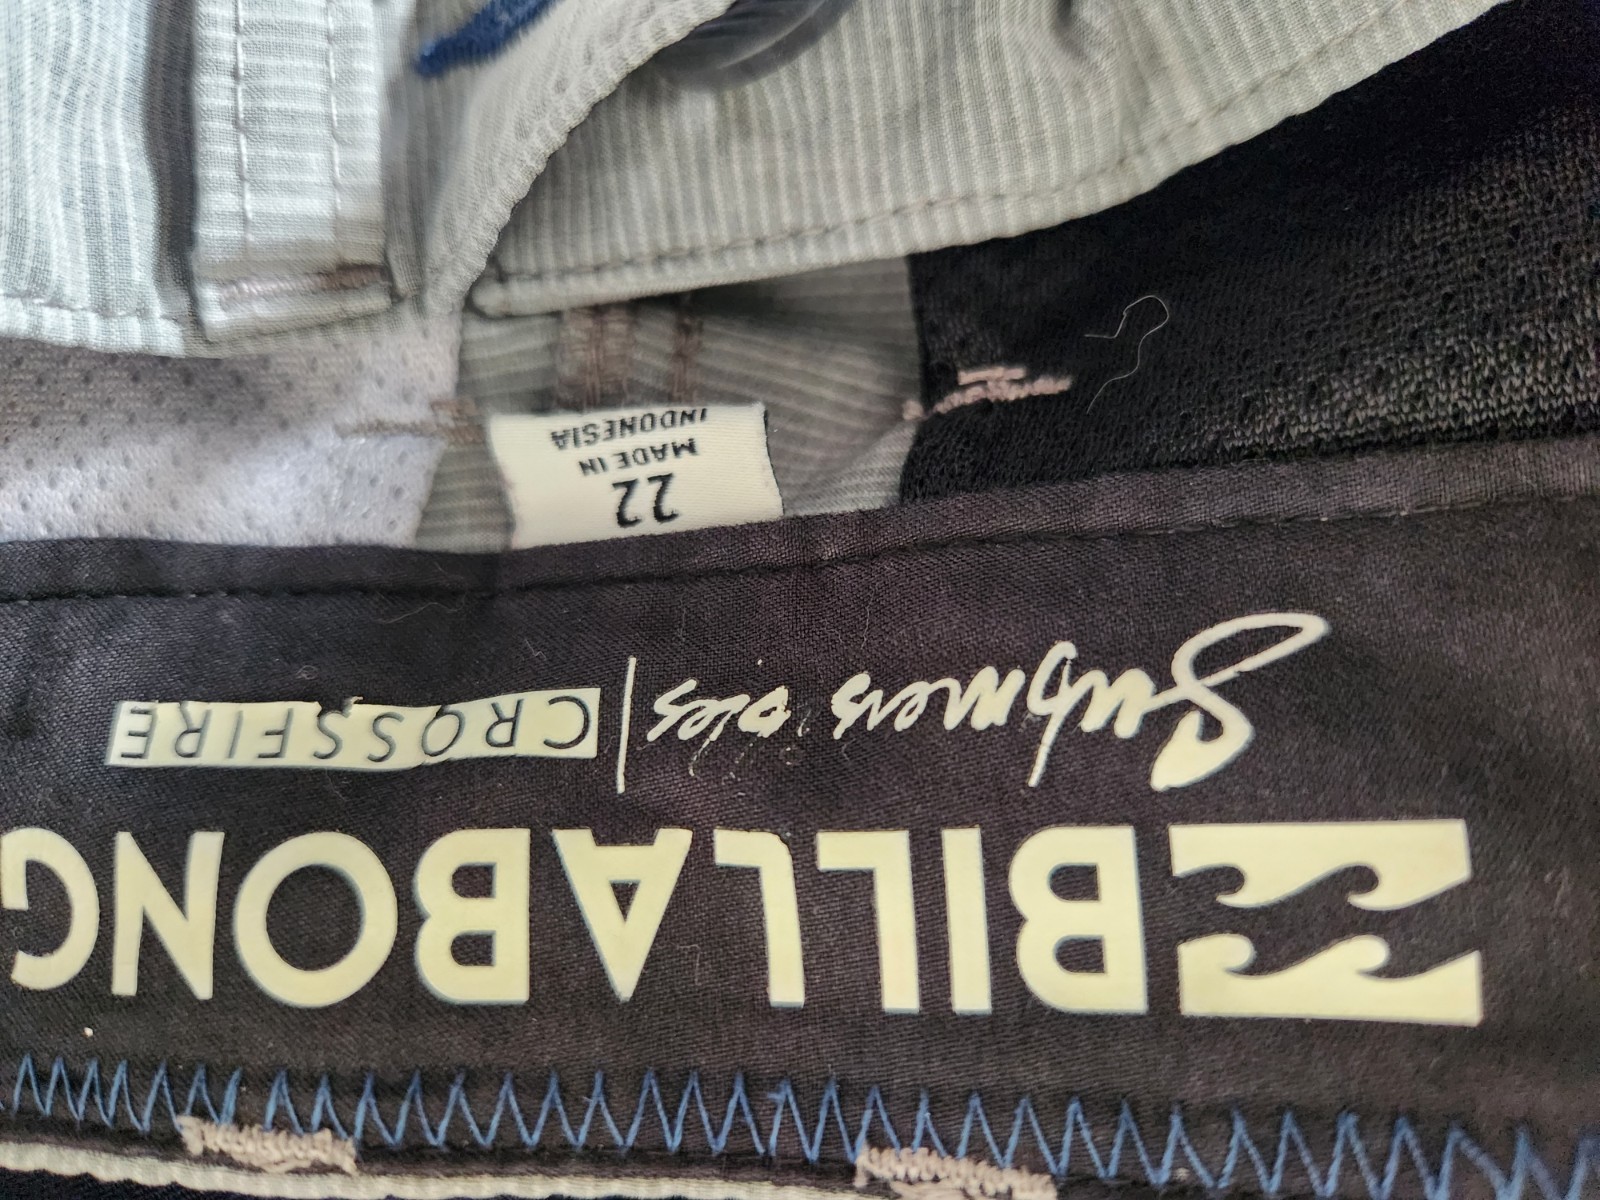 BILLABONG
Submersibles | CROSSFIRE
22
MADE IN
INDONESIA